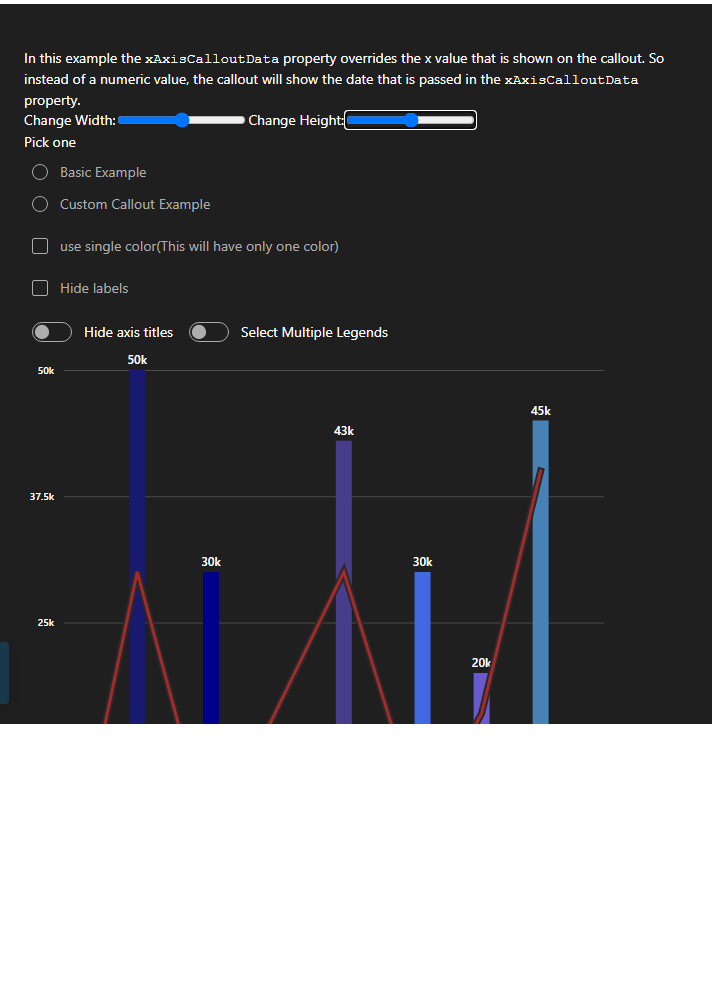 In this example the xAxisCalloutData property overrides the x value that is shown on the callout. So
instead of a numeric value, the callout will show the date that is passed in the xAxisCalloutData
property.
Change Width: Change Height:
Pick one
Basic Example
Custom Callout Example
use single color(This will have only one color)
Hide labels
Hide axis titles Select Multiple Legends
50k
50k
45k
43k
37.5k
30k 30k
25k
20k